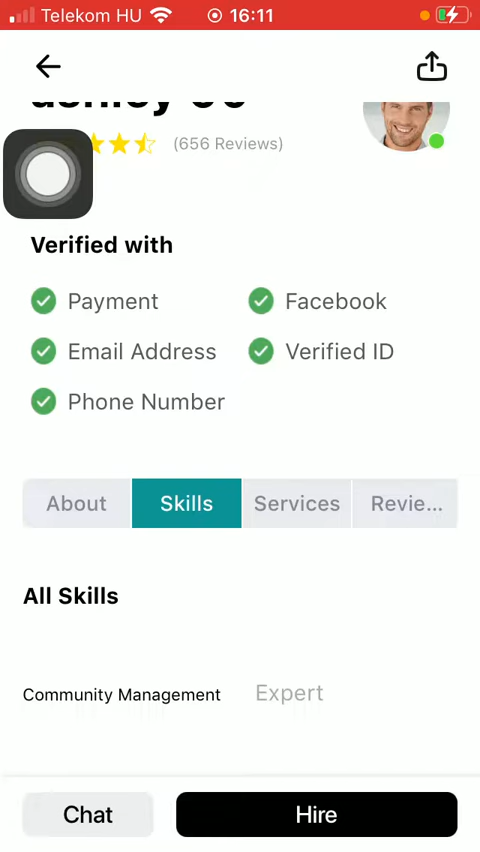 Telekom HU 16:11
(656 Reviews)
Verified with
Payment Facebook
Email Address Verified ID
Phone Number
About Skills Services Revie...
All Skills
Community Management Expert
Chat Hire